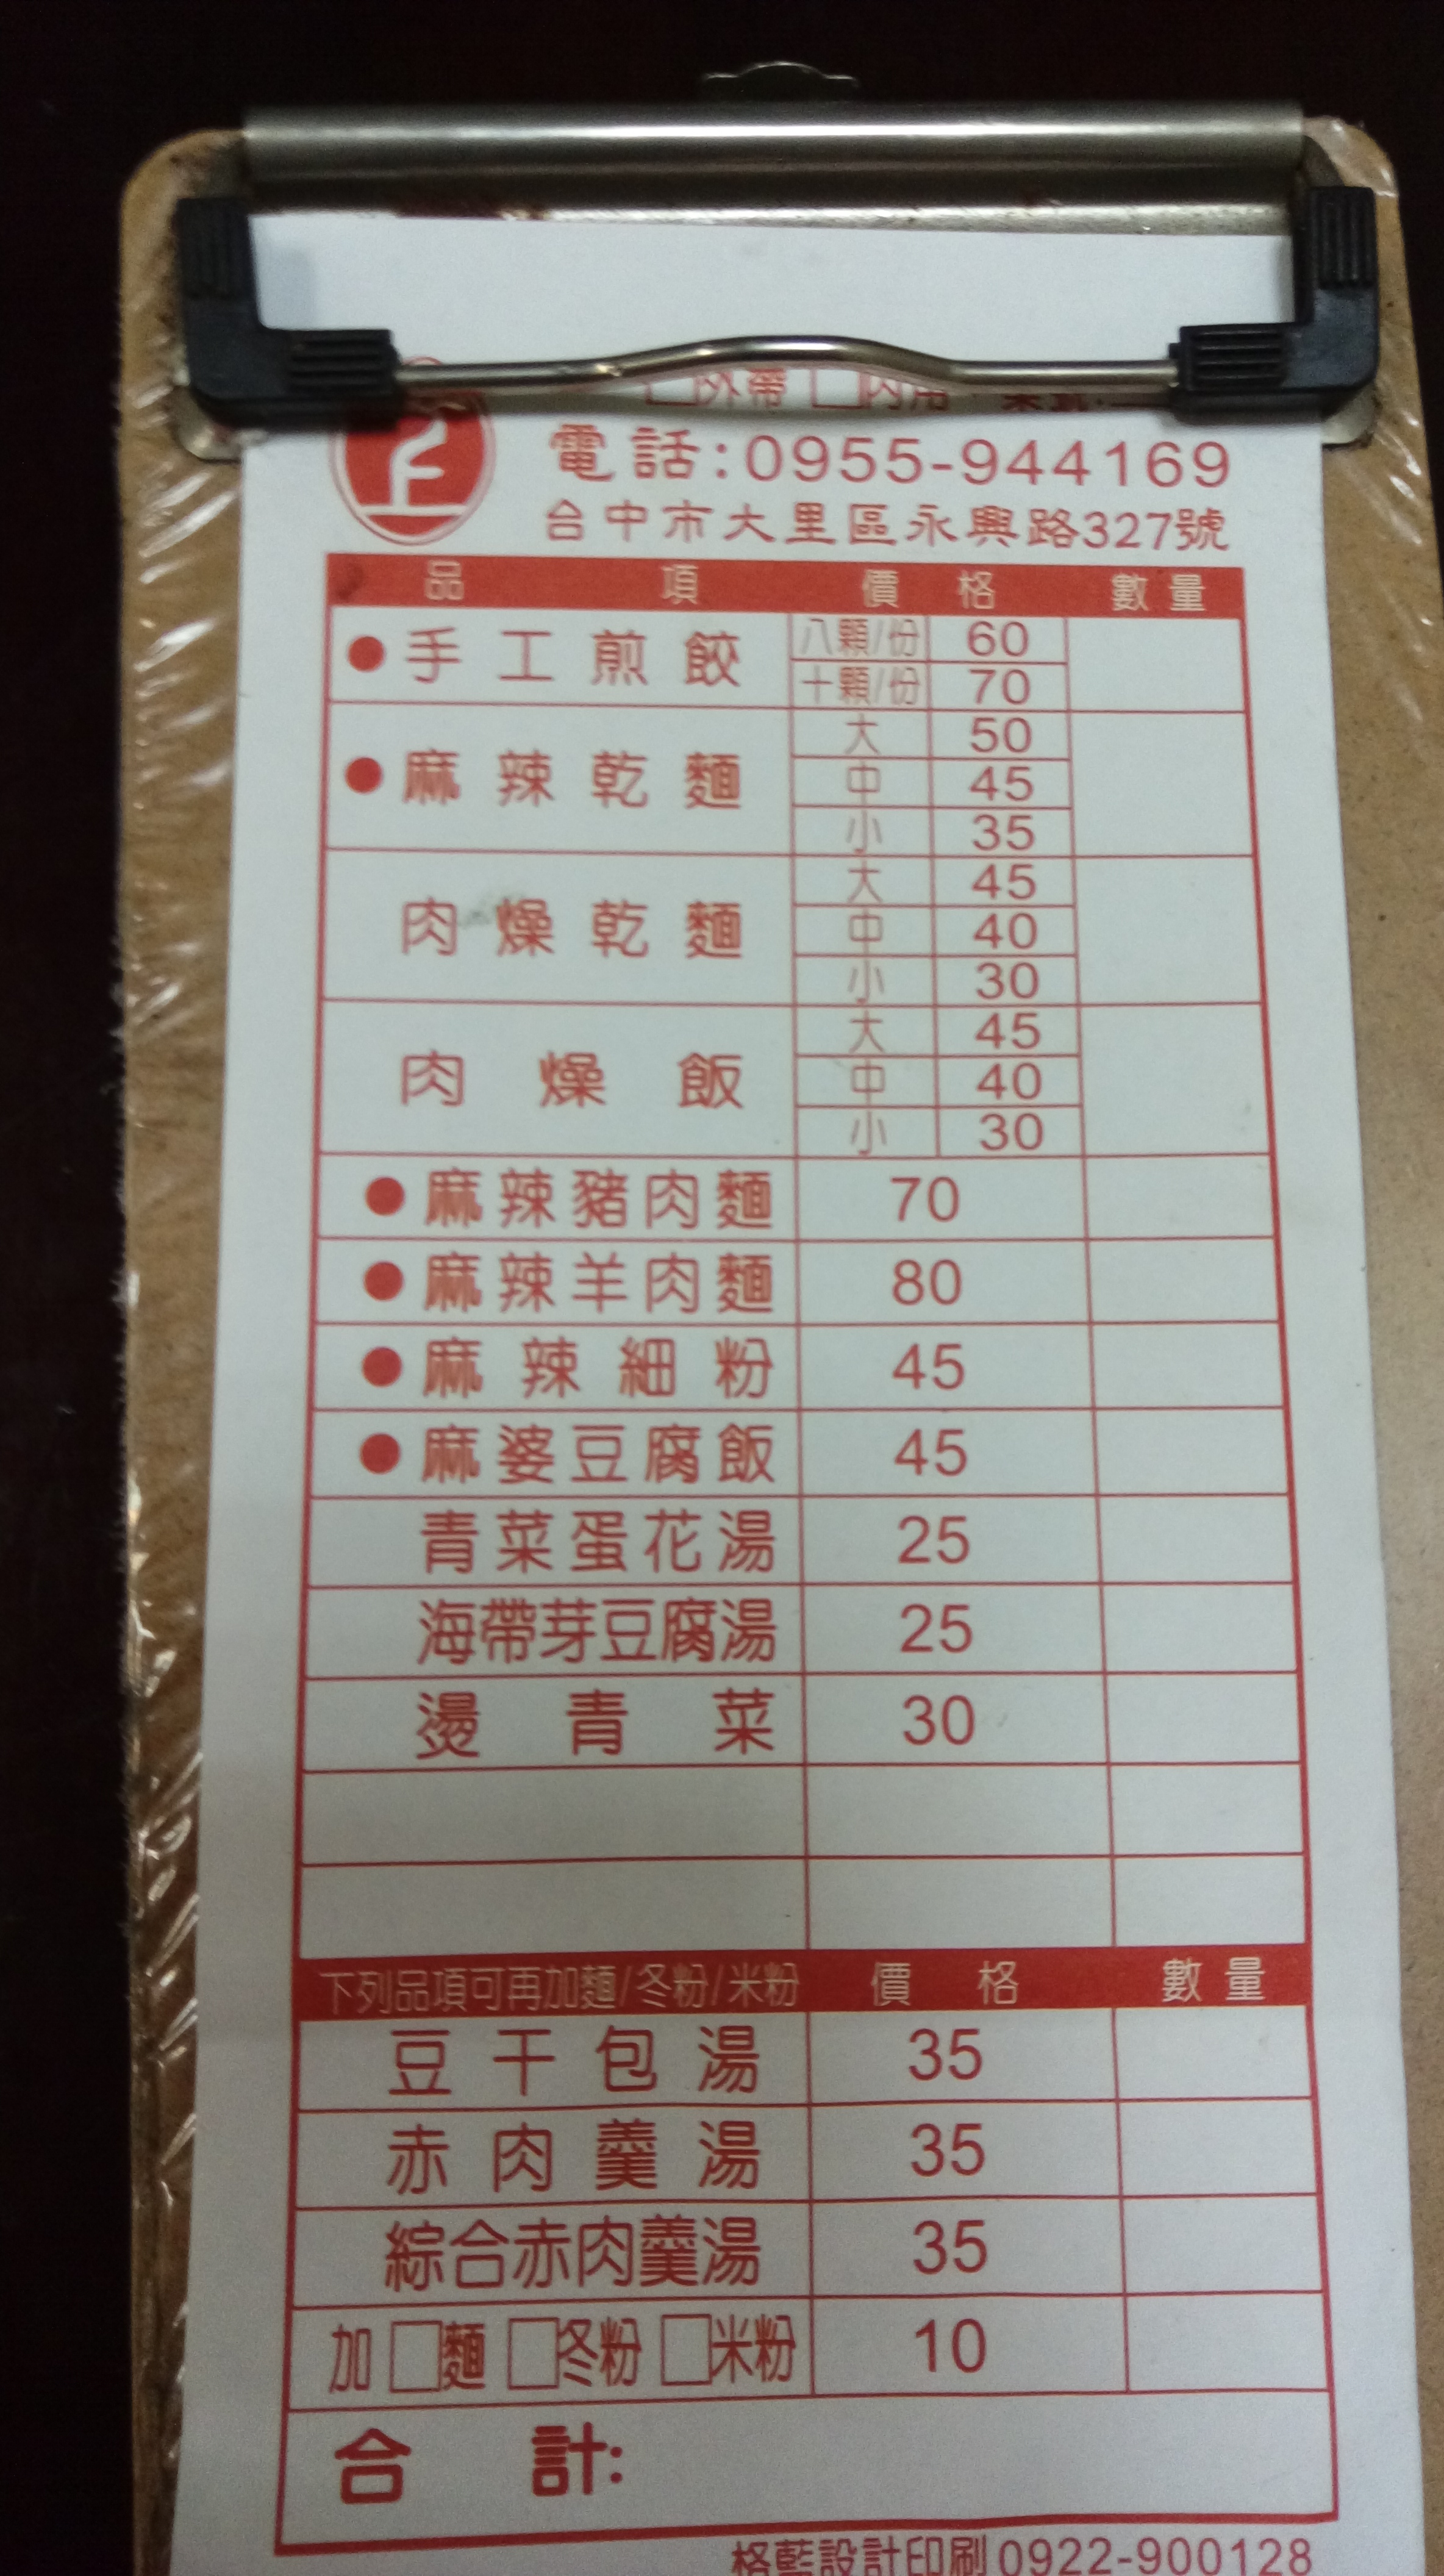 外帶 內用
電話:0955-944169
台中市大里區永興路327號
品項 價格 數量
●手工煎餃 八顆/份 60
十顆/份 70
●麻辣乾麵 大 50
中 45
小 35
肉燥乾麵 大 45
中 40
小 30
肉燥飯 大 45
中 40
小 30
●麻辣豬肉麵 70
●麻辣羊肉麵 80
●麻辣細粉 45
●麻婆豆腐飯 45
青菜蛋花湯 25
海帶芽豆腐湯 25
燙青菜 30
下列品項可再加麵/冬粉/米粉 價格 數量
豆干包湯 35
赤肉羹湯 35
綜合赤肉羹湯 35
加□麵 □冬粉 □米粉 10
合計:
格藍設計印刷 0922-900128